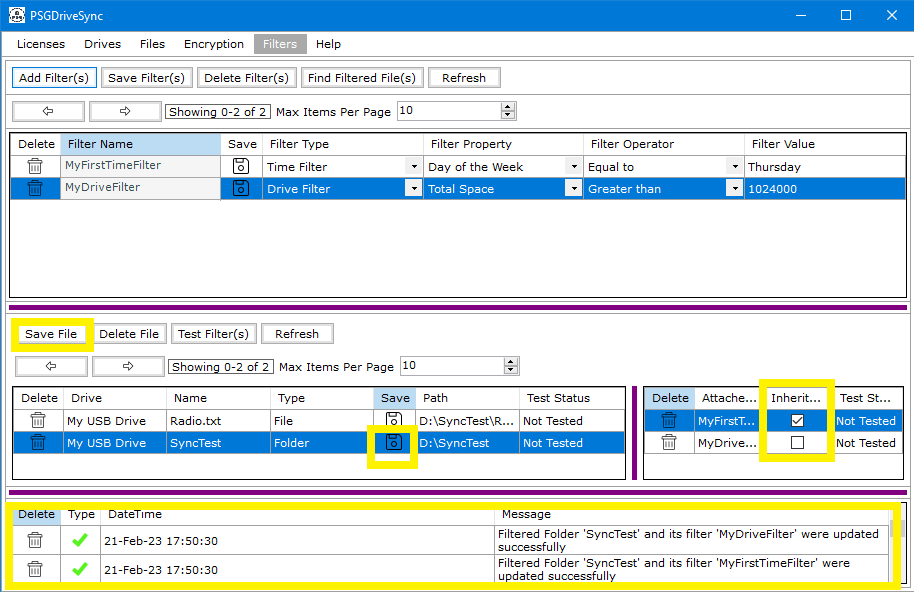 PSGDriveSync
Licenses Drives Files Encryption Filters Help
Add Filter(s) Save Filter(s) Delete Filter(s) Find Filtered File(s) Refresh
Showing 0-2 of 2 Max Items Per Page 10
Delete Filter Name Save Filter Type Filter Property Filter Operator Filter Value
MyFirstTimeFilter Time Filter Day of the Week Equal to Thursday
MyDriveFilter Drive Filter Total Space Greater than 1024000
Save File Delete File Test Filter(s) Refresh
Showing 0-2 of 2 Max Items Per Page 10
Delete Drive Name Type Save Path Test Status Delete Attache... Inherit... Test St...
My USB Drive Radio.txt File D:\SyncTest\R... Not Tested MyFirstT... Not Tested
My USB Drive SyncTest Folder D:\SyncTest Not Tested MyDrive... Not Tested
Delete Type DateTime Message
21-Feb-23 17:50:30 Filtered Folder 'SyncTest' and its filter 'MyDriveFilter' were updated
successfully
21-Feb-23 17:50:30 Filtered Folder 'SyncTest' and its filter 'MyFirstTimeFilter' were
updated successfully